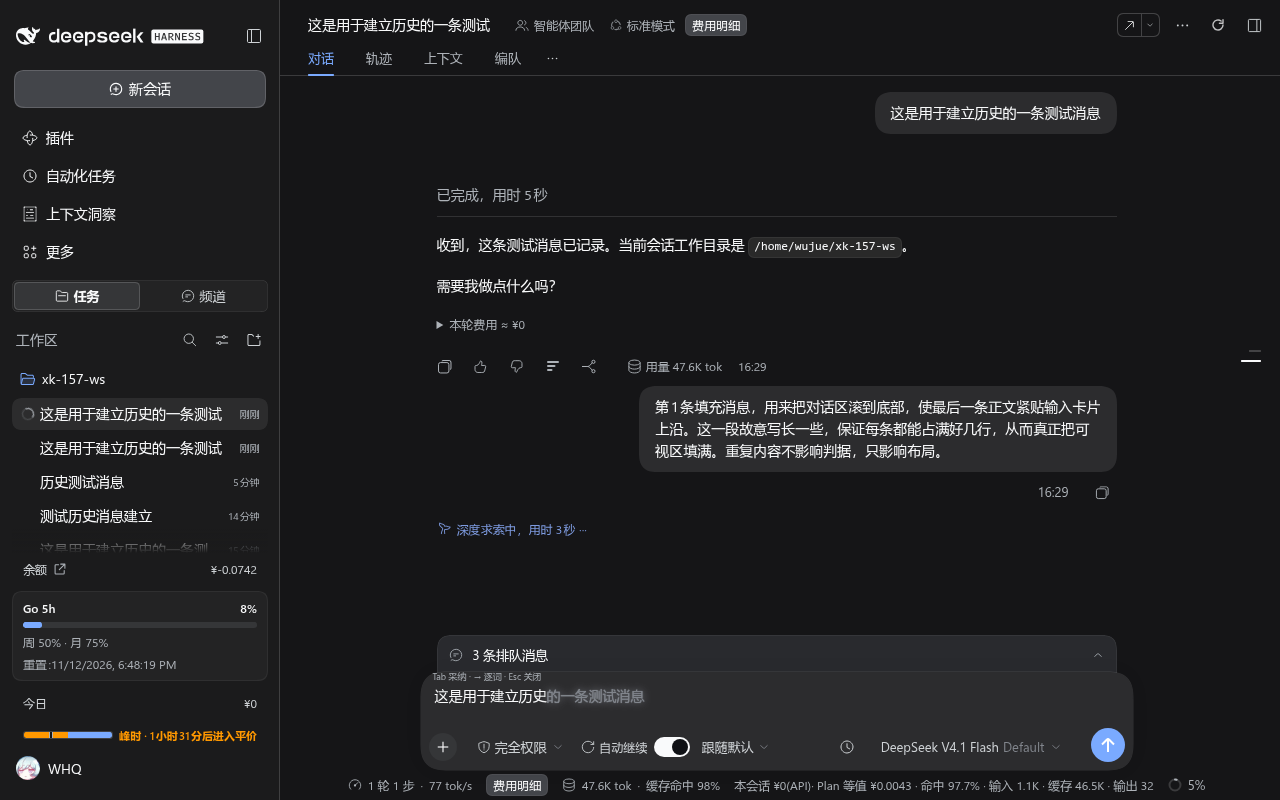 deepseek HARNESS
新会话
插件
自动化任务
上下文洞察
更多
任务 频道
工作区
xk-157-ws
这是用于建立历史的一条测试 刚刚
这是用于建立历史的一条测试 刚刚
历史测试消息 5分钟
测试历史消息建立 14分钟
这是用于建立历史的一条测 15分钟
余额 ¥-0.0742
Go 5h 8%
周 50% · 月 75%
重置:11/12/2026, 6:48:19 PM
今日 ¥0
峰时 · 1小时31分后进入平价
WHQ
这是用于建立历史的一条测试 智能体团队 标准模式 费用明细
对话 轨迹 上下文 编队 ···
这是用于建立历史的一条测试消息
已完成，用时 5 秒
收到，这条测试消息已记录。当前会话工作目录是 /home/wujue/xk-157-ws。
需要我做点什么吗？
本轮费用 ≈ ¥0
用量 47.6K tok 16:29
第 1 条填充消息，用来把对话区滚到底部，使最后一条正文紧贴输入卡片
上沿。这一段故意写长一些，保证每条都能占满好几行，从而真正把可
视区填满。重复内容不影响判据，只影响布局。
16:29
深度求索中，用时 3 秒 ···
3 条排队消息
Tab 采纳 · → 逐词 · Esc 关闭
这是用于建立历史的一条测试消息
完全权限 自动继续 跟随默认 DeepSeek V4.1 Flash Default
1 轮 1 步 · 77 tok/s 费用明细 47.6K tok · 缓存命中 98% 本会话 ¥0(API)· Plan 等值 ¥0.0043 · 命中 97.7% · 输入 1.1K · 缓存 46.5K · 输出 32 5%